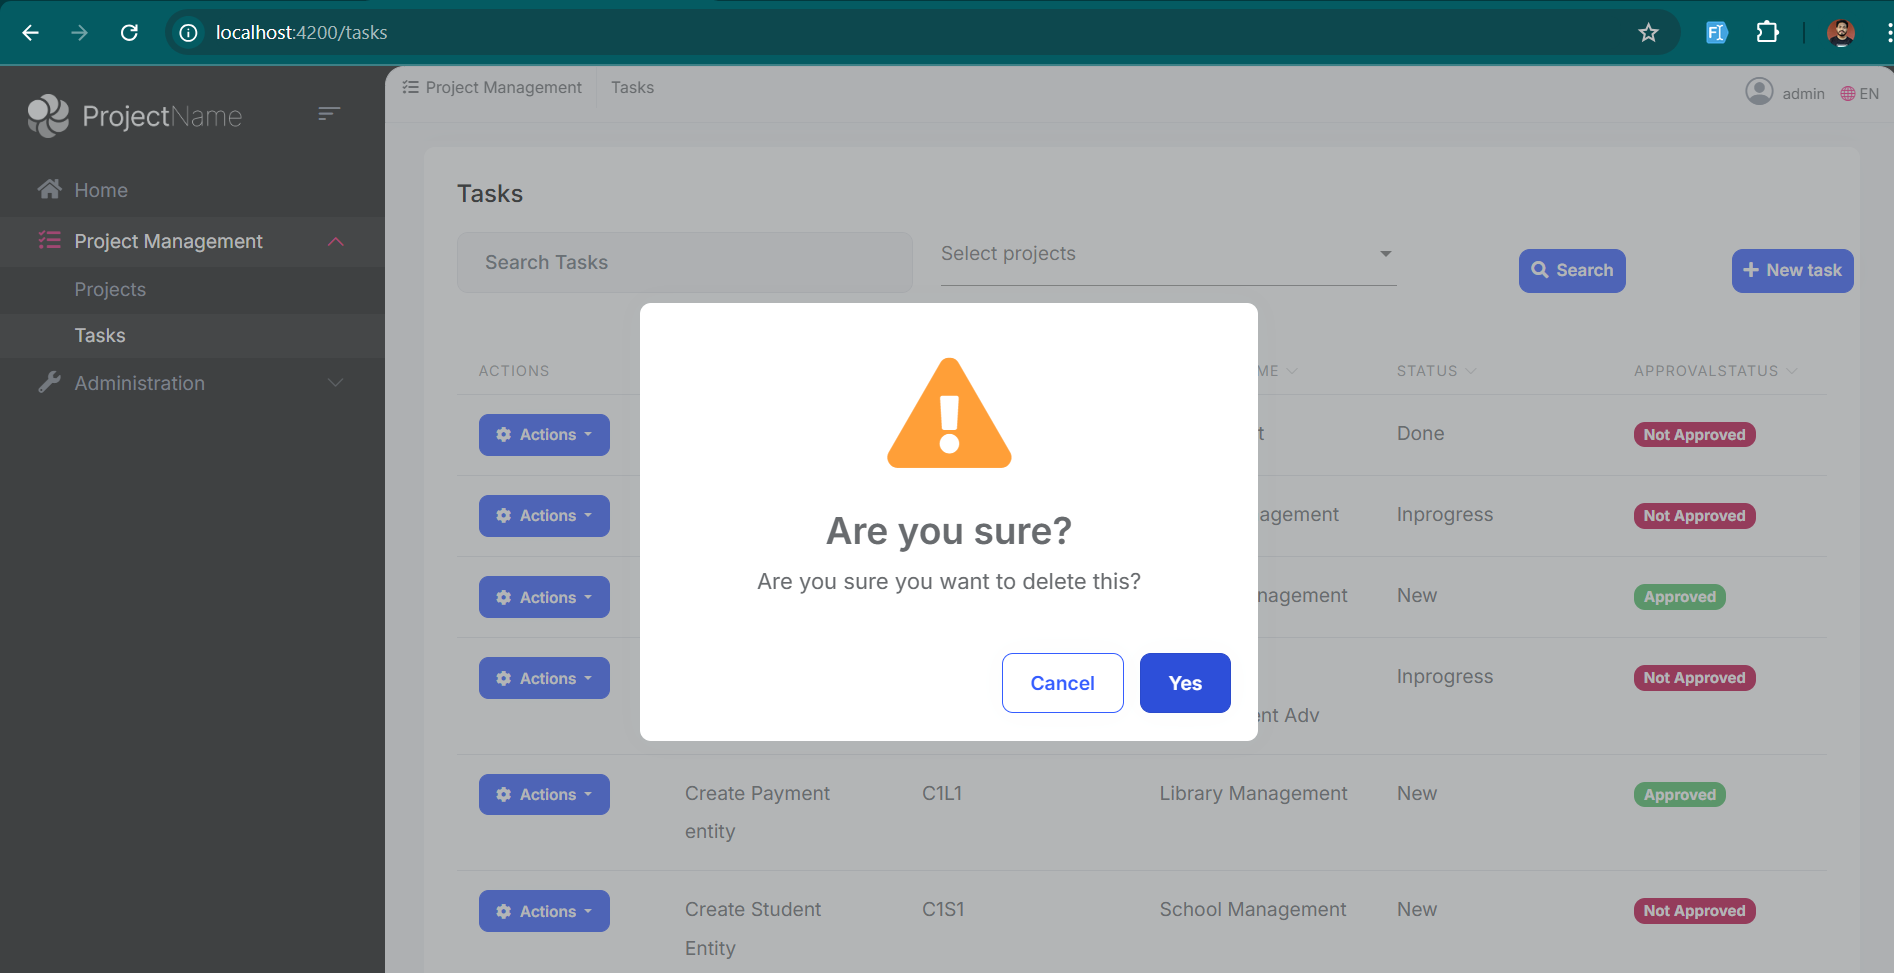 localhost:4200/tasks
ProjectName
Home
Project Management
Projects
Tasks
Administration
Project Management
Tasks
admin
EN
Tasks
Search Tasks
Select projects
Search
New task
ACTIONS
ME
STATUS
APPROVALSTATUS
Actions
t
Done
Not Approved
Actions
agement
Inprogress
Not Approved
Actions
nagement
New
Approved
Actions
Inprogress
Not Approved
nt Adv
Are you sure?
Are you sure you want to delete this?
Cancel
Yes
Actions
Create Payment
entity
C1L1
Library Management
New
Approved
Actions
Create Student
Entity
C1S1
School Management
New
Not Approved